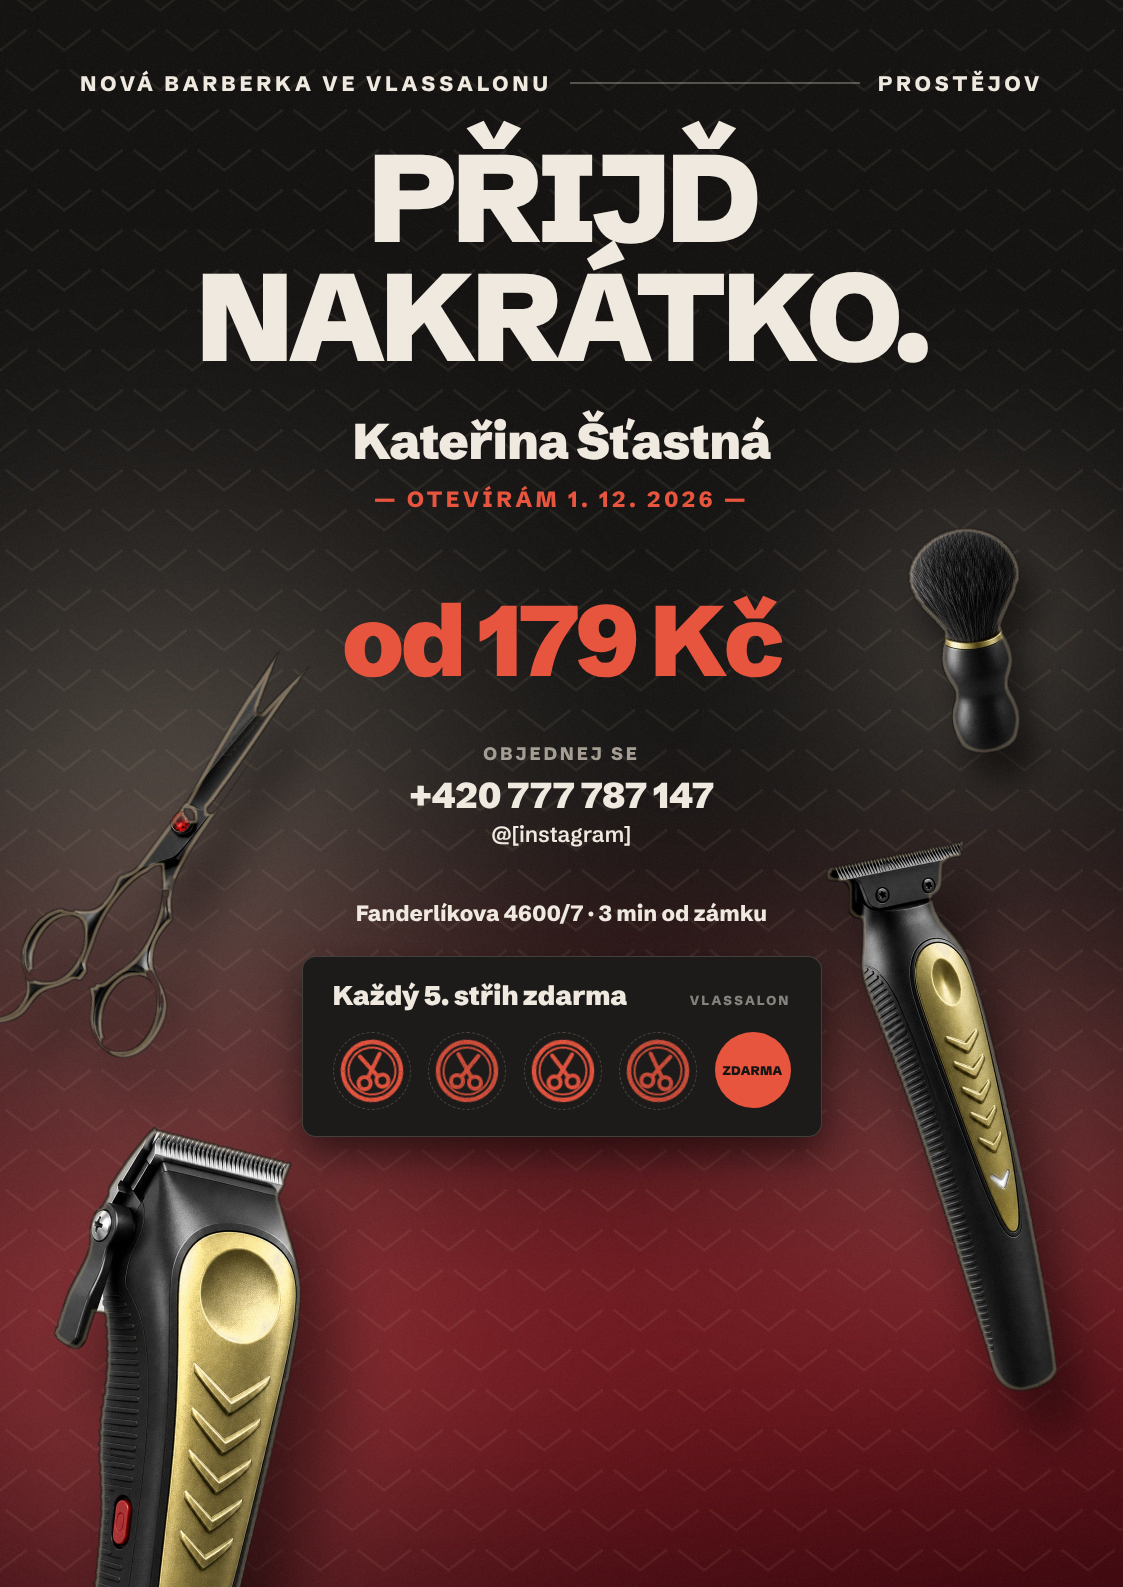 NOVÁ BARBERKA VE VLASSALONU PROSTĚJOV
PŘIJĎ
NAKRÁTKO.
Kateřina Šťastná
— OTEVÍRÁM 1. 12. 2026 —
od 179 Kč
OBJEDNEJ SE
+420 777 787 147
@[instagram]
Fanderlíkova 4600/7 · 3 min od zámku
Každý 5. střih zdarma VLASSALON
ZDARMA